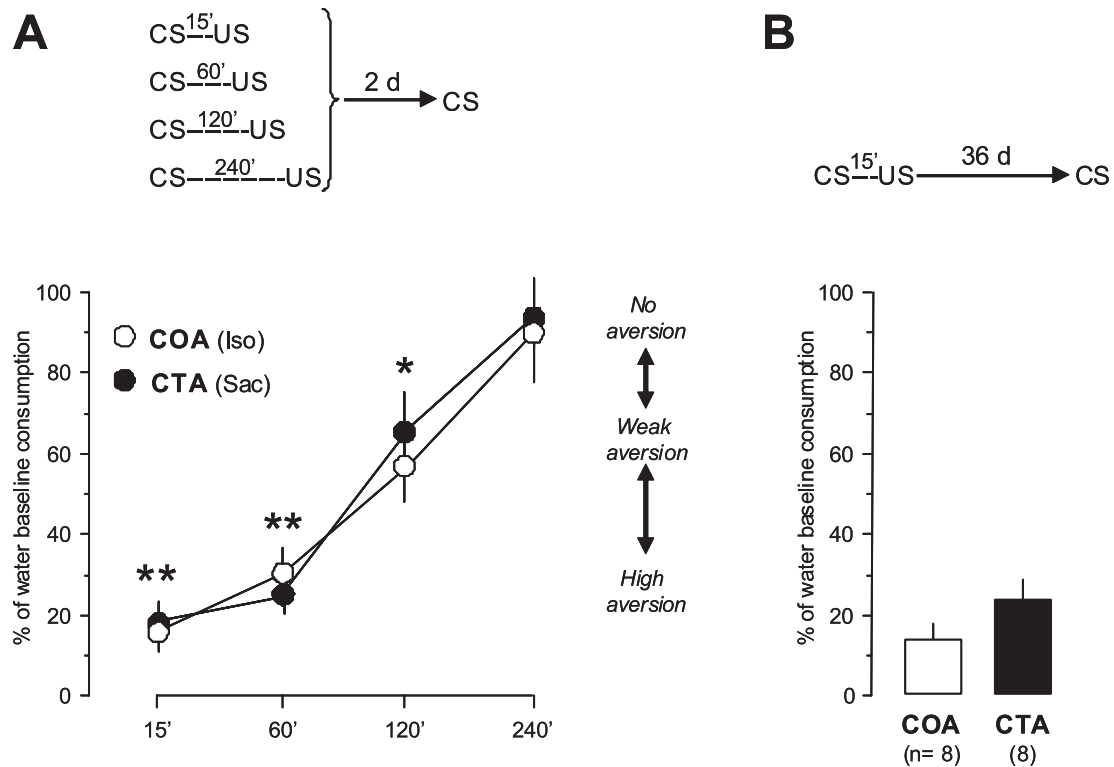 A
CS 15’ US
CS 60’ US
CS 120’ US
CS 240’ US
2 d
CS
B
CS 15’ US
36 d
CS
% of water baseline consumption
100
80
60
40
20
0
COA (Iso)
CTA (Sac)
**
**
*
15’
60’
120’
240’
No
aversion
Weak
aversion
High
aversion
% of water baseline consumption
100
80
60
40
20
0
COA
(n= 8)
CTA
(8)